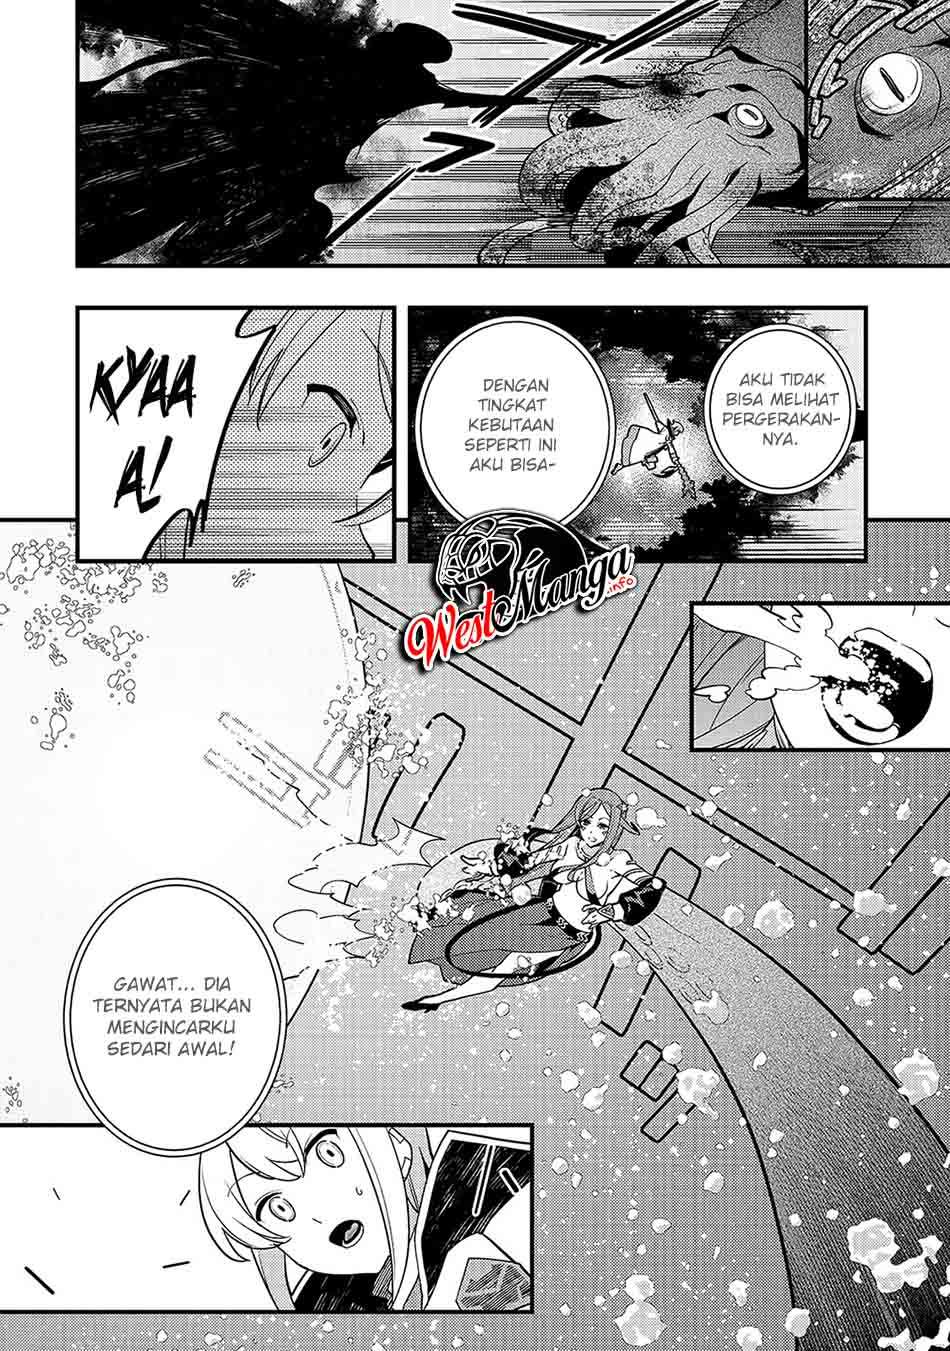 AKU TIDAK
BISA MELIHAT
PERGERAKAN-
NYA.
DENGAN
TINGKAT
KEBUTAAN
SEPERTI INI
AKU BISA-
KYAA
A!
WestManga
.info
GAWAT... DIA
TERNYATA BUKAN
MENGINCARKU
SEDARI AWAL!